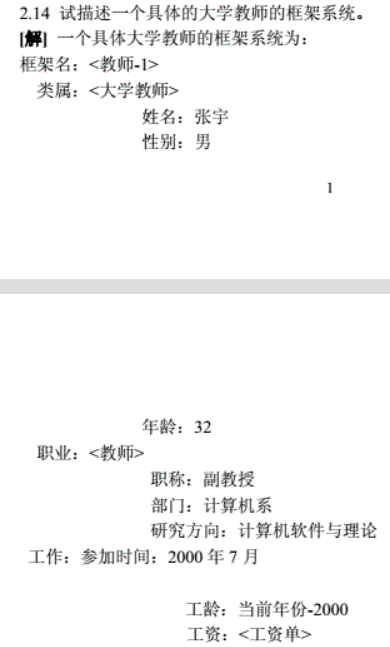 2.14 试描述一个具体的大学教师的框架系统。
[解] 一个具体大学教师的框架系统为：
框架名：<教师-1>
类属：<大学教师>
姓名：张宇
性别：男
1
年龄：32
职业：<教师>
职称：副教授
部门：计算机系
研究方向：计算机软件与理论
工作：参加时间：2000 年 7 月
工龄：当前年份-2000
工资：<工资单>